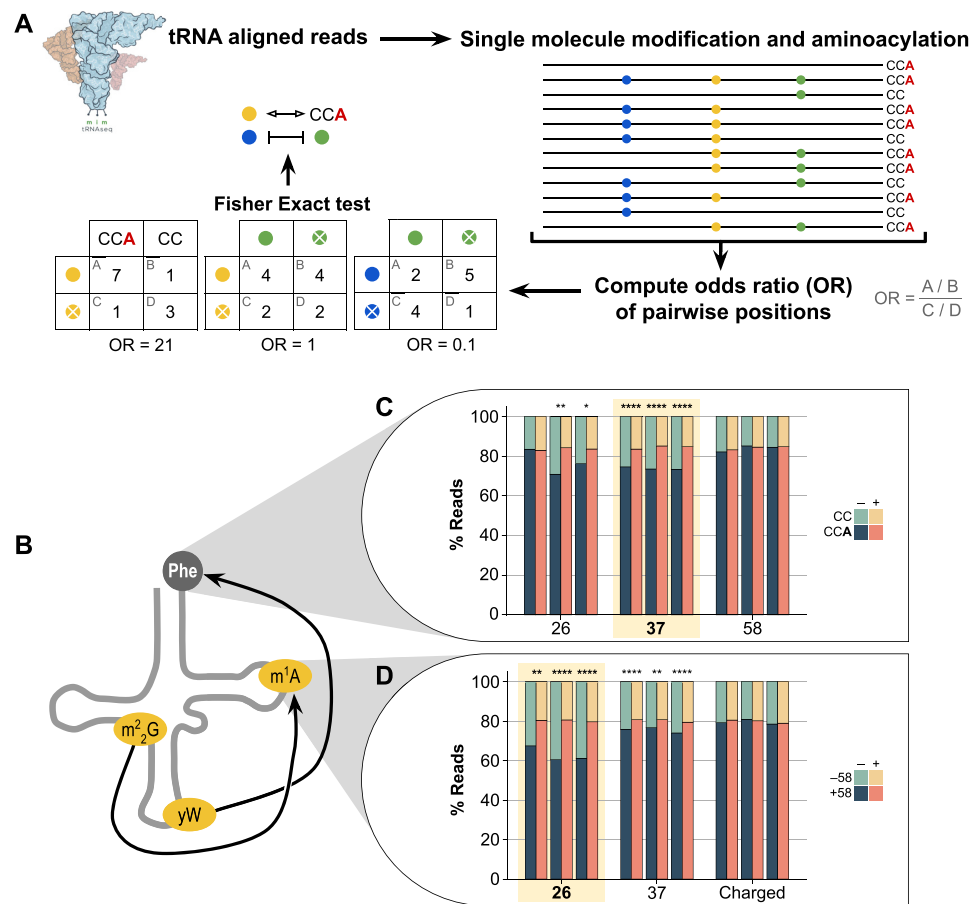 A
tRNA aligned reads
Single molecule modification and aminoacylation
m i m
tRNAseq
CCA
CCA
CC
CCA
CCA
CC
CCA
CCA
CC
CCA
CC
CCA
CCA
Fisher Exact test
CCA CC
A 7 B 1
C 1 D 3
OR = 21
A 4 B 4
C 2 D 2
OR = 1
A 2 B 5
C 4 D 1
OR = 0.1
Compute odds ratio (OR)
of pairwise positions
OR = A / B
C / D
B
Phe
m1A
m22G
yW
C
** * **** **** ****
100
80
60
40
20
0
% Reads
26 37 58
– +
CC
CCA
D
** **** **** **** ** ****
100
80
60
40
20
0
% Reads
26 37 Charged
– +
–58
+58